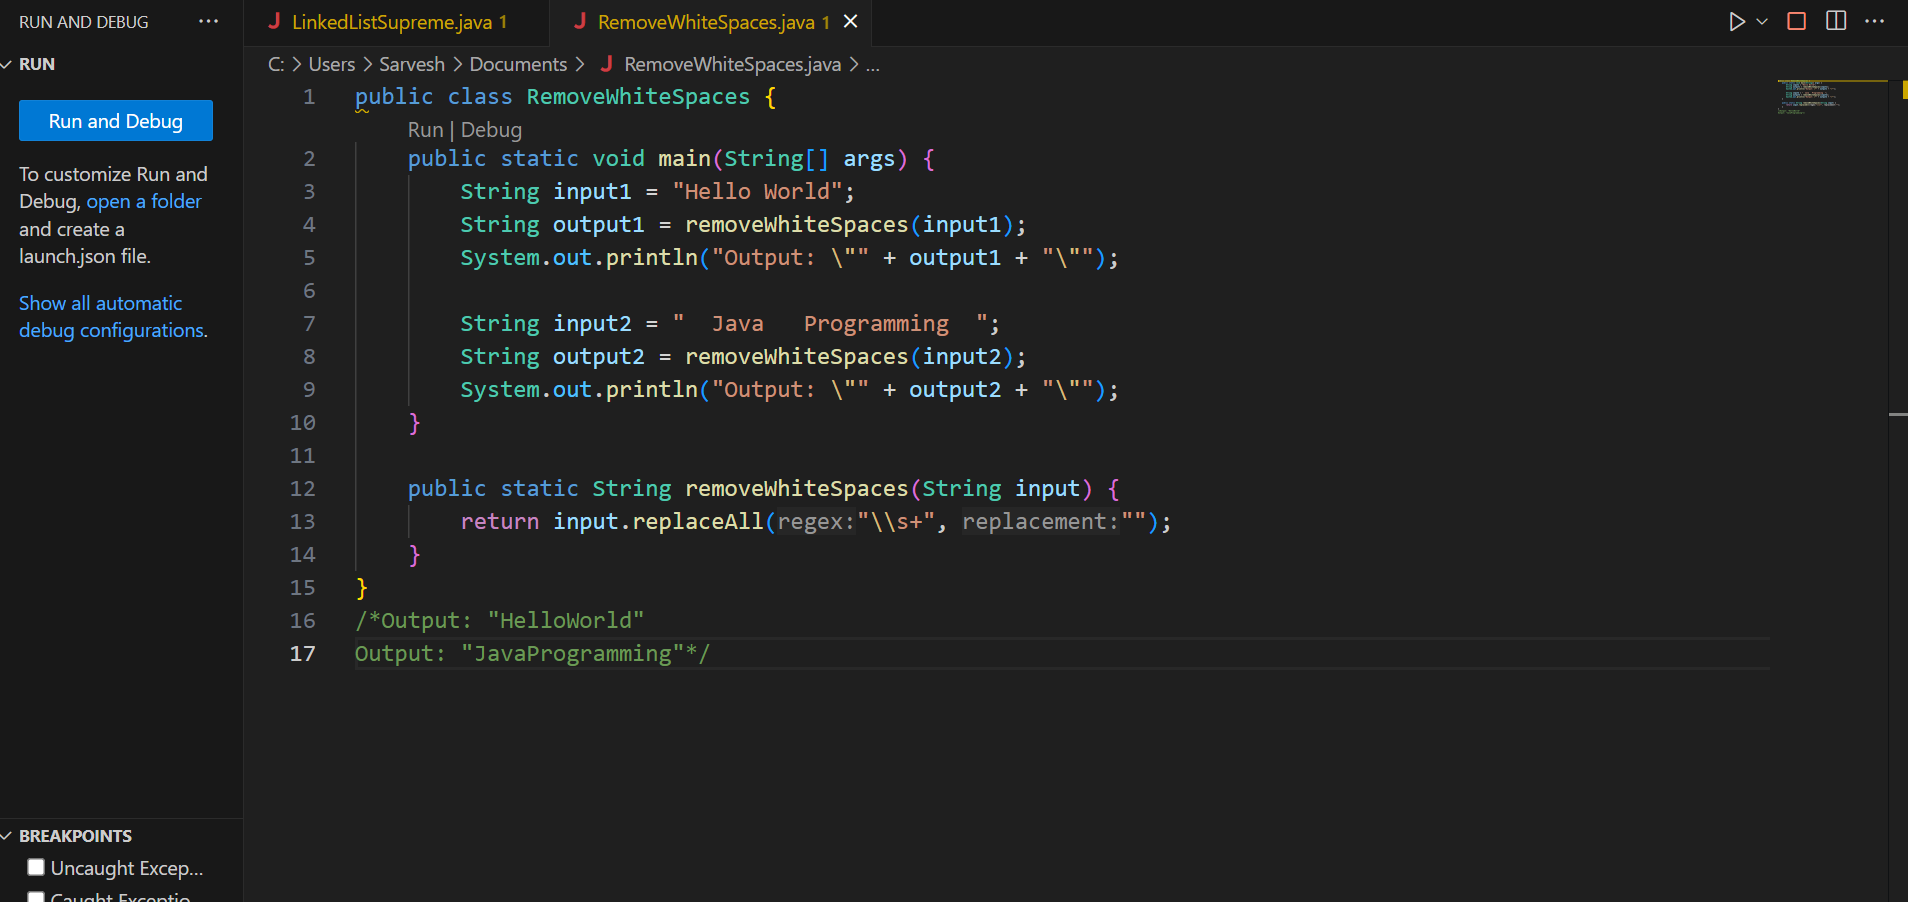 RUN AND DEBUG
RUN
Run and Debug
To customize Run and
Debug, open a folder
and create a
launch.json file.
Show all automatic
debug configurations.
BREAKPOINTS
Uncaught Excep...
Caught Exceptio
LinkedListSupreme.java 1
RemoveWhiteSpaces.java 1
C: > Users > Sarvesh > Documents > RemoveWhiteSpaces.java > ...
1 public class RemoveWhiteSpaces {
Run | Debug
2     public static void main(String[] args) {
3         String input1 = "Hello World";
4         String output1 = removeWhiteSpaces(input1);
5         System.out.println("Output: \"" + output1 + "\"");
6
7         String input2 = "  Java   Programming  ";
8         String output2 = removeWhiteSpaces(input2);
9         System.out.println("Output: \"" + output2 + "\"");
10     }
11
12     public static String removeWhiteSpaces(String input) {
13         return input.replaceAll(regex:"\\s+", replacement:"");
14     }
15 }
16 /*Output: "HelloWorld"
17 Output: "JavaProgramming"*/